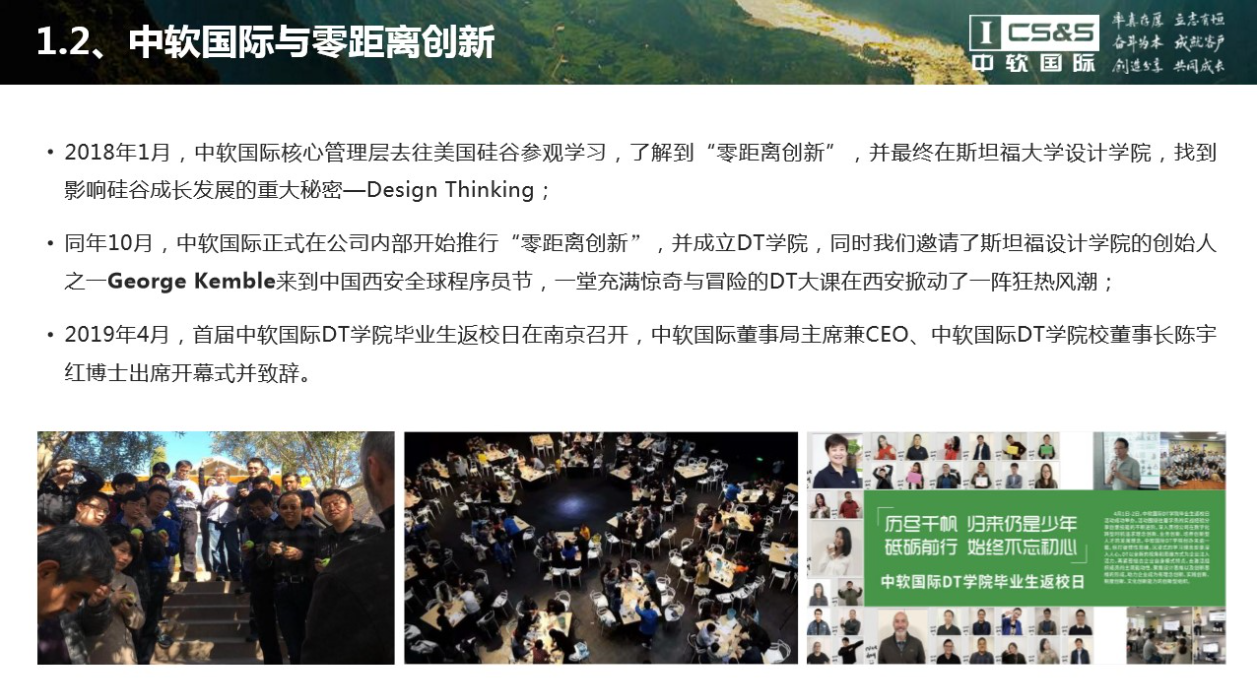 1.2、中软国际与零距离创新
I CS&S
中软国际
率真存厚 立志有恒
奋斗为本 成就客户
创造分享 共同成长
• 2018年1月，中软国际核心管理层去往美国硅谷参观学习，了解到“零距离创新”，并最终在斯坦福大学设计学院，找到
影响硅谷成长发展的重大秘密—Design Thinking；
• 同年10月，中软国际正式在公司内部开始推行“零距离创新”，并成立DT学院，同时我们邀请了斯坦福设计学院的创始人
之一George Kemble来到中国西安全球程序员节，一堂充满惊奇与冒险的DT大课在西安掀动了一阵狂热风潮；
• 2019年4月，首届中软国际DT学院毕业生返校日在南京召开，中软国际董事局主席兼CEO、中软国际DT学院校董事长陈宇
红博士出席开幕式并致辞。
历尽千帆 归来仍是少年
砥砺前行 始终不忘初心
中软国际DT学院毕业生返校日